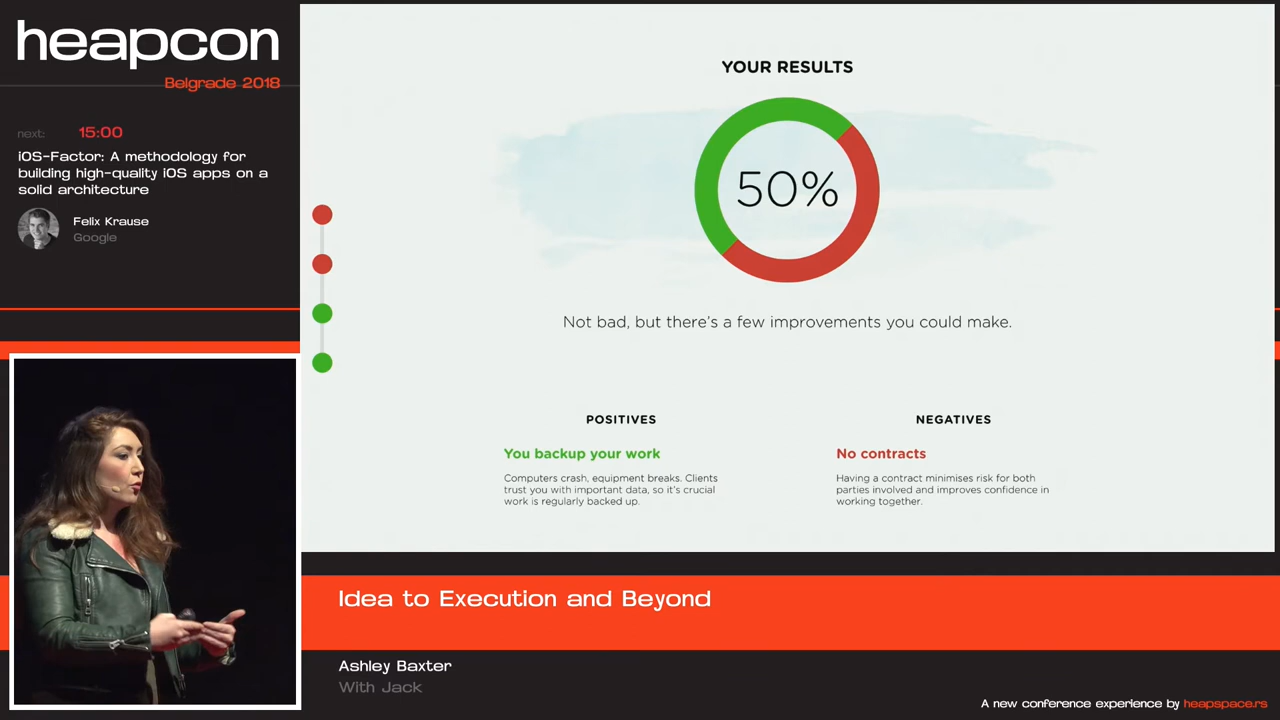 heapcon
Belgrade 2018
next: 15:00
iOS-Factor: A methodology for
building high-quality iOS apps on a
solid architecture
Felix Krause
Google
YOUR RESULTS
50%
Not bad, but there's a few improvements you could make.
POSITIVES
You backup your work
Computers crash, equipment breaks. Clients
trust you with important data, so it's crucial
work is regularly backed up.
NEGATIVES
No contracts
Having a contract minimises risk for both
parties involved and improves confidence in
working together.
Idea to Execution and Beyond
Ashley Baxter
With Jack
A new conference experience by heapspace.rs